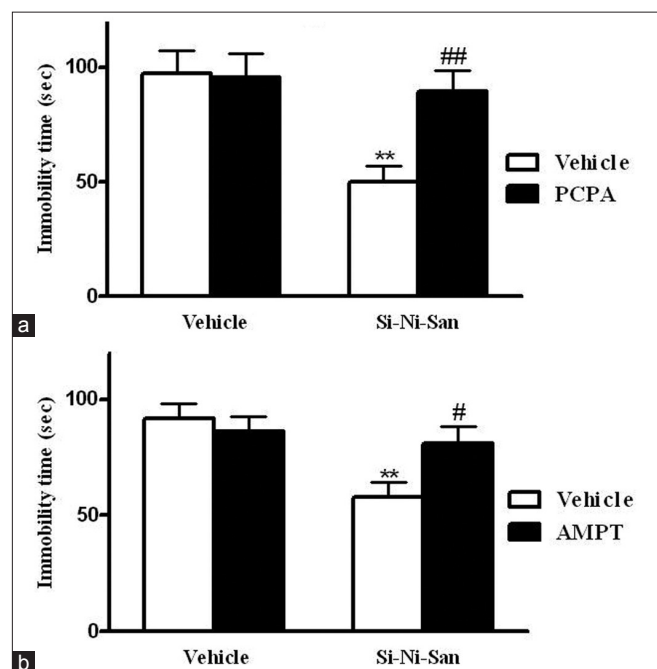 Immobility time (sec)
100
50
0
**
##
Vehicle
PCPA
Vehicle
Si-Ni-San
a
Immobility time (sec)
100
50
0
**
#
Vehicle
AMPT
Vehicle
Si-Ni-San
b